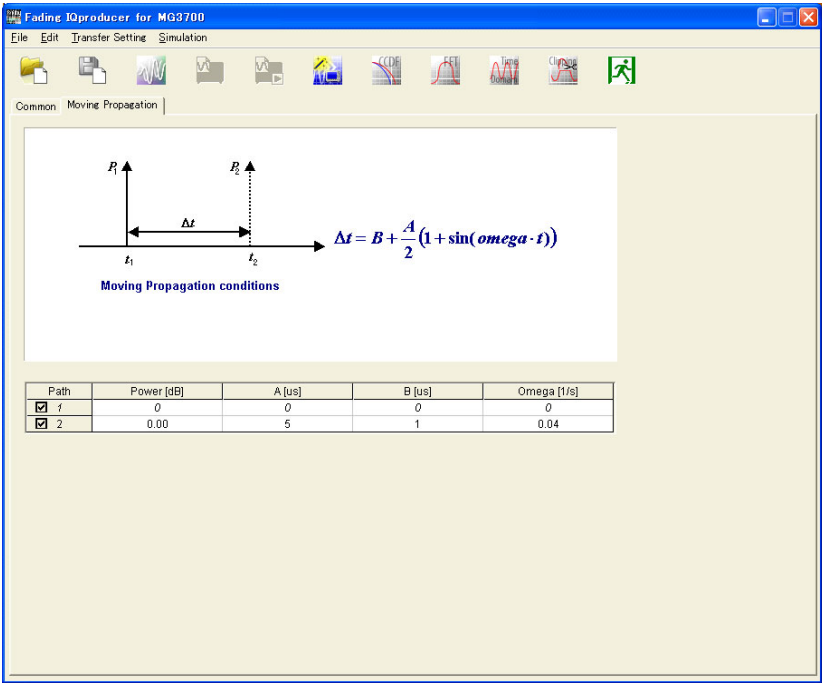 Fading IQproducer for MG3700
File Edit Transfer Setting Simulation
CCDF FFT Time Domain Clipping
Common Moving Propagation
P1 P2
Δt
Δt = B + A/2 (1 + sin(omega · t))
t1 t2
Moving Propagation conditions
Path Power [dB] A [us] B [us] Omega [1/s]
1 0 0 0 0
2 0.00 5 1 0.04